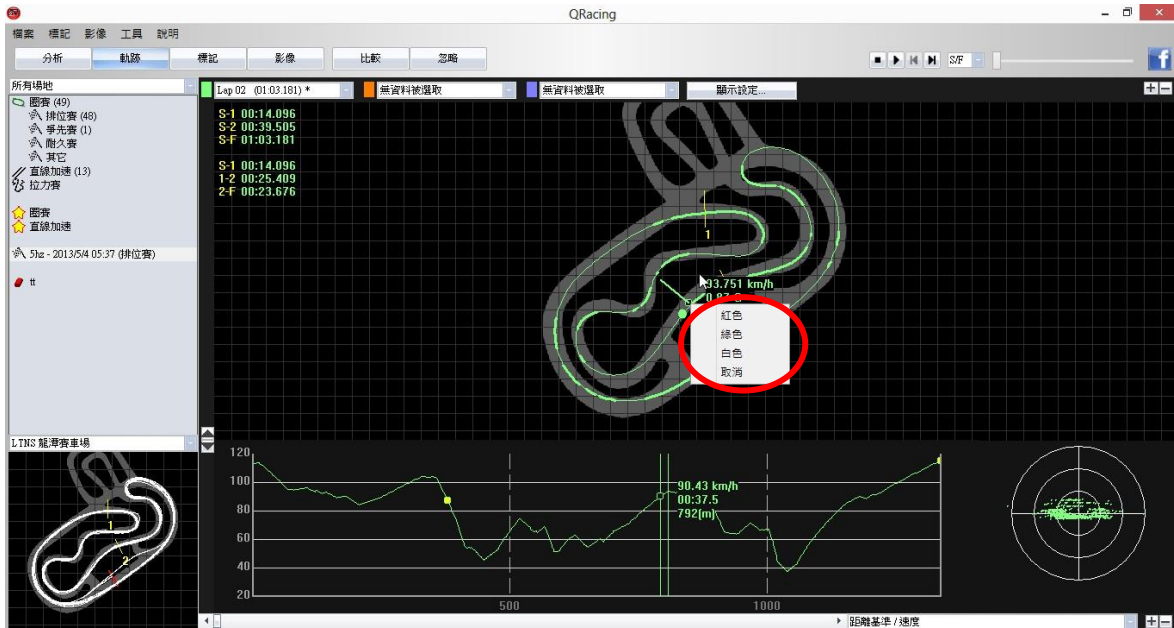 QRacing
檔案 標記 影像 工具 說明
分析 軌跡 標記 影像 比較 忽略 S/F
所有場地 Lap 02 (01:03.181) * 無資料被選取 無資料被選取 顯示設定...
圈賽 (49)
排位賽 (48)
爭先賽 (1)
耐久賽
其它
直線加速 (13)
拉力賽
圈賽
直線加速
5hz - 2013/5/4 05:37 (排位賽)
tt
S-1 00:14.096
S-2 00:39.505
S-F 01:03.181
S-1 00:14.096
1-2 00:25.409
2-F 00:23.676
1
93.751 km/h
紅色
綠色
白色
取消
LTNS 龍潭賽車場
1
2
120
100
80
60
40
20
90.43 km/h
00:37.5
792(m)
500 1000
距離基準 / 速度